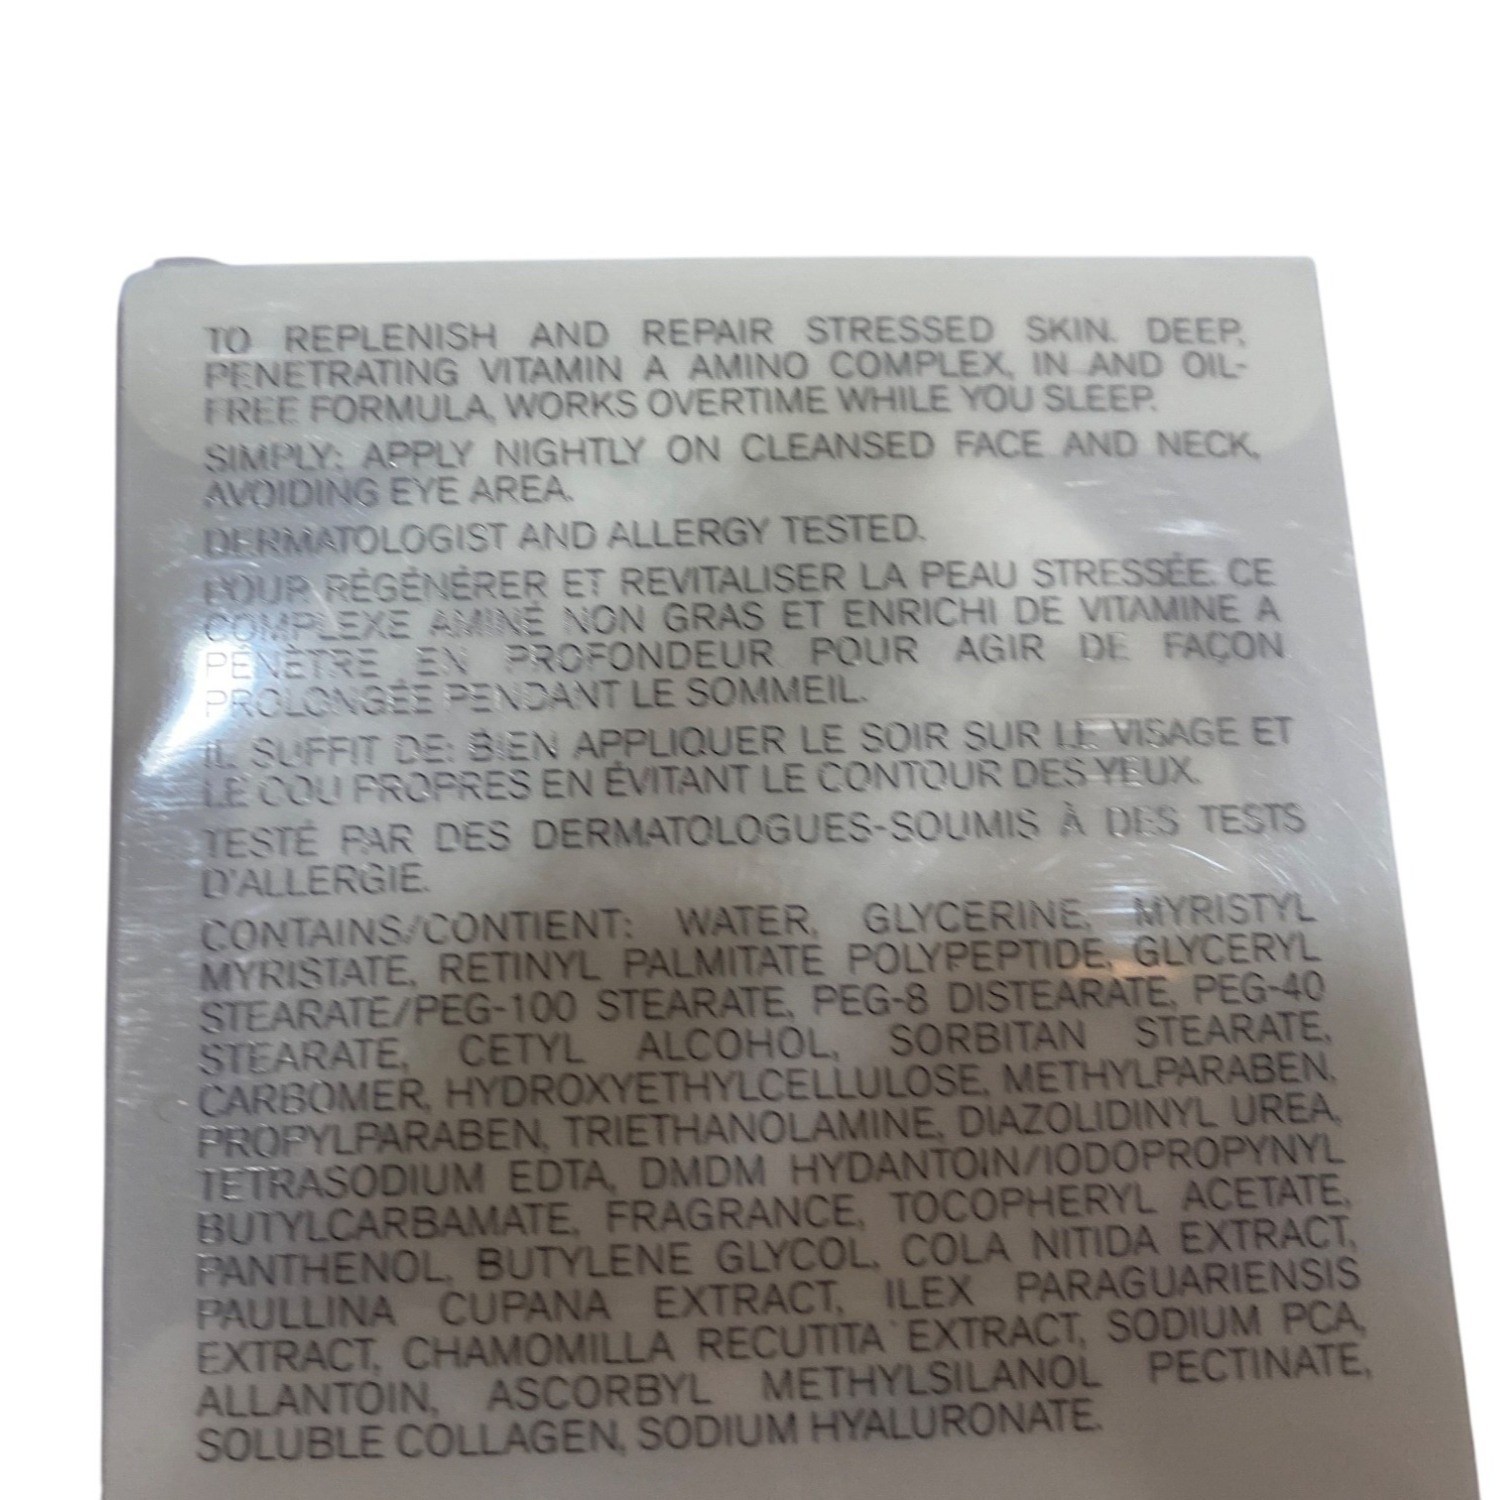 TO REPLENISH AND REPAIR STRESSED SKIN. DEEP,
PENETRATING VITAMIN A AMINO COMPLEX, IN AND OIL-
FREE FORMULA, WORKS OVERTIME WHILE YOU SLEEP.
SIMPLY: APPLY NIGHTLY ON CLEANSED FACE AND NECK,
AVOIDING EYE AREA.
DERMATOLOGIST AND ALLERGY TESTED.
POUR RÉGÉNÉRER ET REVITALISER LA PEAU STRESSÉE. CE
COMPLEXE AMINÉ NON GRAS ET ENRICHI DE VITAMINE A
PÉNÈTRE EN PROFONDEUR POUR AGIR DE FAÇON
PROLONGÉE PENDANT LE SOMMEIL.
IL SUFFIT DE: BIEN APPLIQUER LE SOIR SUR LE VISAGE ET
LE COU PROPRES EN ÉVITANT LE CONTOUR DES YEUX.
TESTÉ PAR DES DERMATOLOGUES-SOUMIS À DES TESTS
D'ALLERGIE.
CONTAINS/CONTIENT: WATER, GLYCERINE, MYRISTYL
MYRISTATE, RETINYL PALMITATE POLYPEPTIDE, GLYCERYL
STEARATE/PEG-100 STEARATE, PEG-8 DISTEARATE, PEG-40
STEARATE, CETYL ALCOHOL, SORBITAN STEARATE,
CARBOMER, HYDROXYETHYLCELLULOSE, METHYLPARABEN,
PROPYLPARABEN, TRIETHANOLAMINE, DIAZOLIDINYL UREA,
TETRASODIUM EDTA, DMDM HYDANTOIN/IODOPROPYNYL
BUTYLCARBAMATE, FRAGRANCE, TOCOPHERYL ACETATE,
PANTHENOL, BUTYLENE GLYCOL, COLA NITIDA EXTRACT,
PAULLINA CUPANA EXTRACT, ILEX PARAGUARIENSIS
EXTRACT, CHAMOMILLA RECUTITA EXTRACT, SODIUM PCA,
ALLANTOIN, ASCORBYL METHYLSILANOL PECTINATE,
SOLUBLE COLLAGEN, SODIUM HYALURONATE.